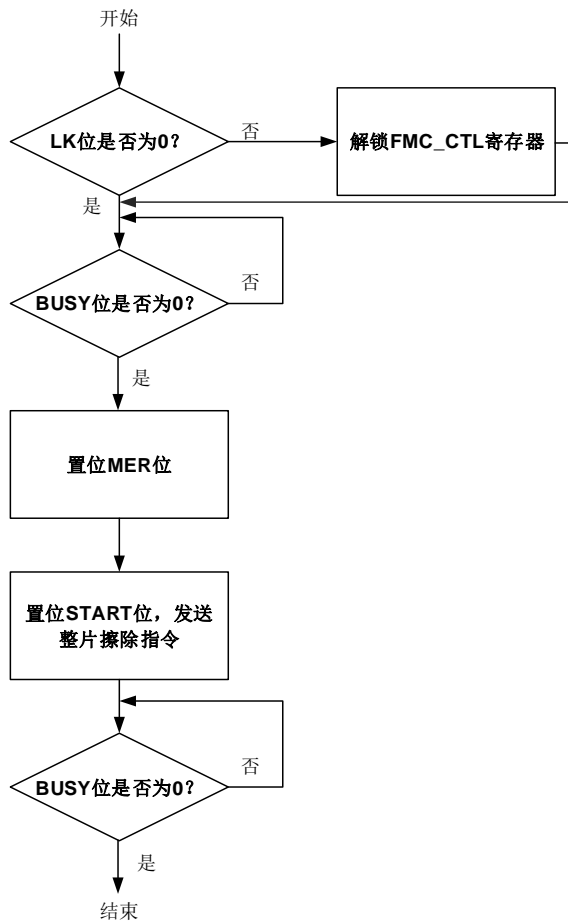 开始
LK位是否为0?
否
解锁FMC_CTL寄存器
是
BUSY位是否为0?
否
是
置位MER位
置位START位，发送
整片擦除指令
BUSY位是否为0?
否
是
结束